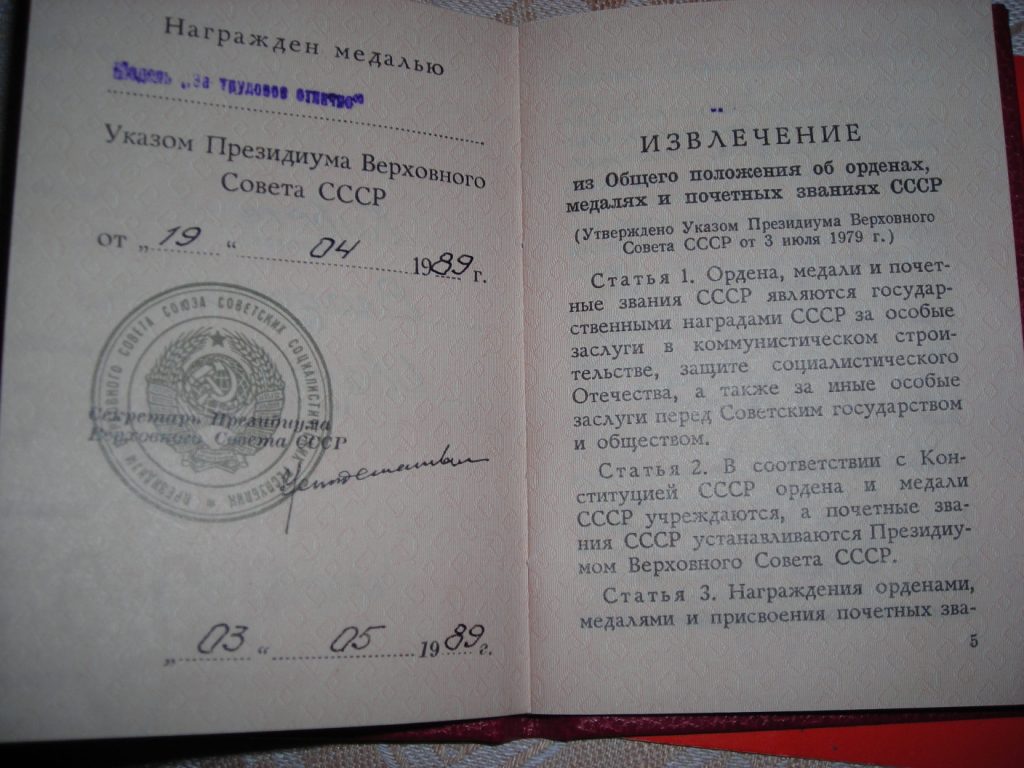 Награжден медалью
Медель „за трудовое отличие"
Указом Президиума Верховного
Совета СССР
от „19" 04 1989 г.
Секретарь Президиума
Верховного Совета СССР
„03" 05 1989 г.
ИЗВЛЕЧЕНИЕ
из Общего положения об орденах,
медалях и почетных званиях СССР
(Утверждено Указом Президиума Верховного
Совета СССР от 3 июля 1979 г.)
Статья 1. Ордена, медали и почет-
ные звания СССР являются государ-
ственными наградами СССР за особые
заслуги в коммунистическом строи-
тельстве, защите социалистического
Отечества, а также за иные особые
заслуги перед Советским государством
и обществом.
Статья 2. В соответствии с Кон-
ституцией СССР ордена и медали
СССР учреждаются, а почетные зва-
ния СССР устанавливаются Президиу-
мом Верховного Совета СССР.
Статья 3. Награждения орденами,
медалями и присвоения почетных зва-
5